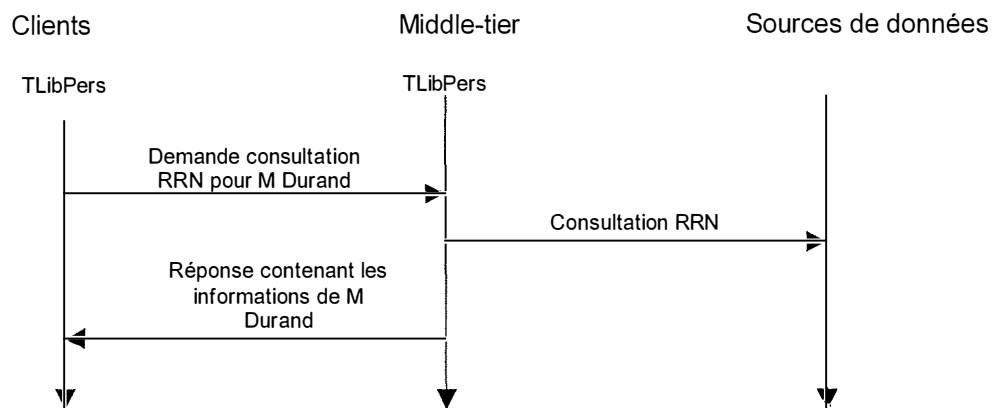 Clients
Middle-tier
Sources de données
TLibPers
TLibPers
Demande consultation
RRN pour M Durand
Consultation RRN
Réponse contenant les
informations de M
Durand